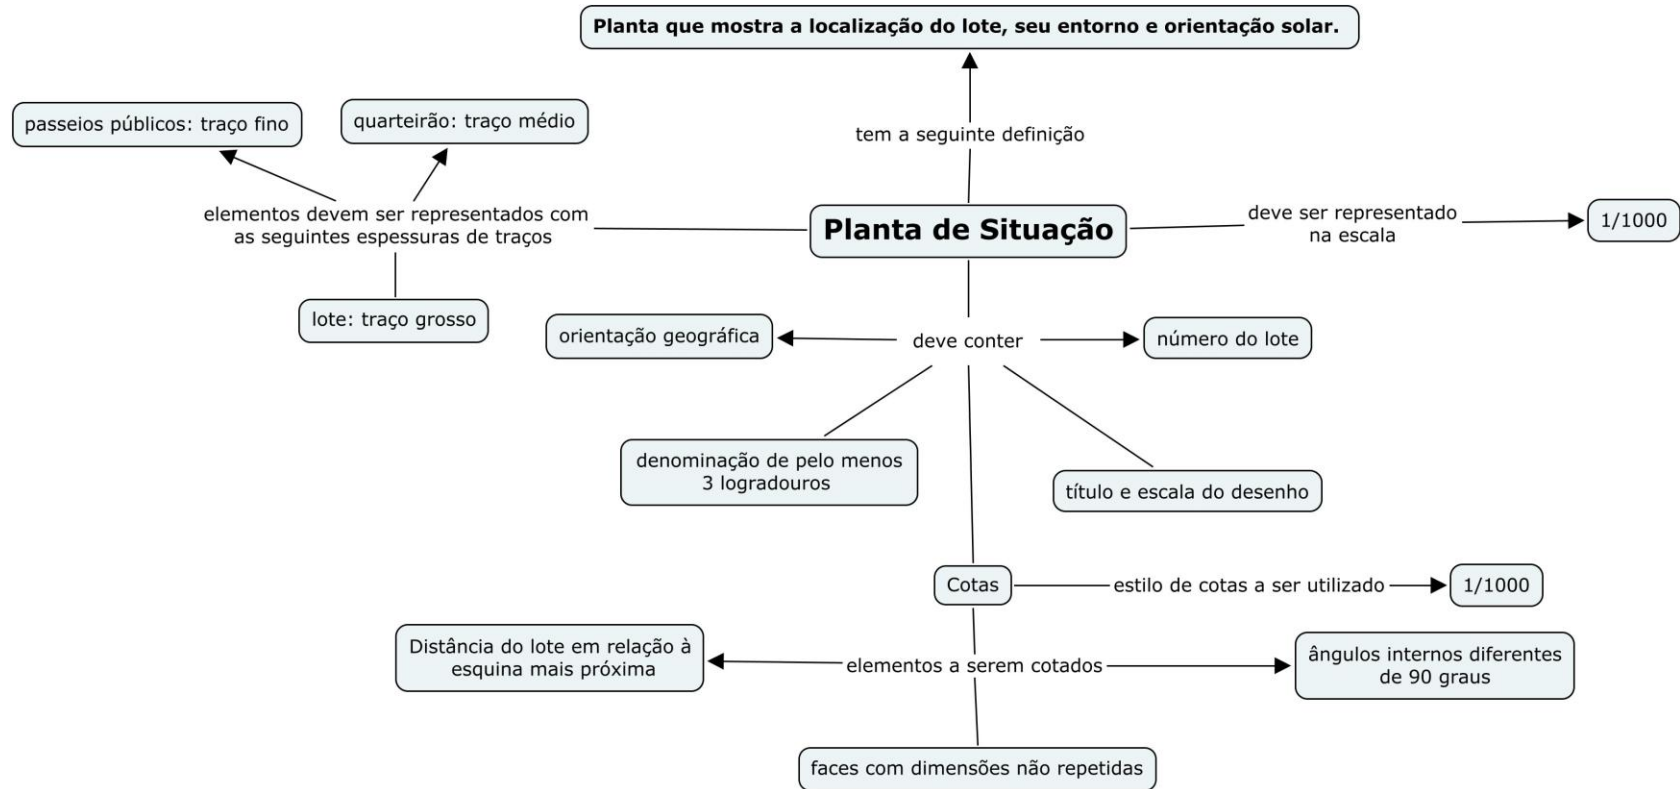 Planta que mostra a localização do lote, seu entorno e orientação solar.
passeios públicos: traço fino
quarteirão: traço médio
tem a seguinte definição
elementos devem ser representados com
as seguintes espessuras de traços
Planta de Situação
deve ser representado
na escala
1/1000
lote: traço grosso
orientação geográfica
deve conter
número do lote
denominação de pelo menos
3 logradouros
título e escala do desenho
Cotas
estilo de cotas a ser utilizado
1/1000
Distância do lote em relação à
esquina mais próxima
elementos a serem cotados
ângulos internos diferentes
de 90 graus
faces com dimensões não repetidas